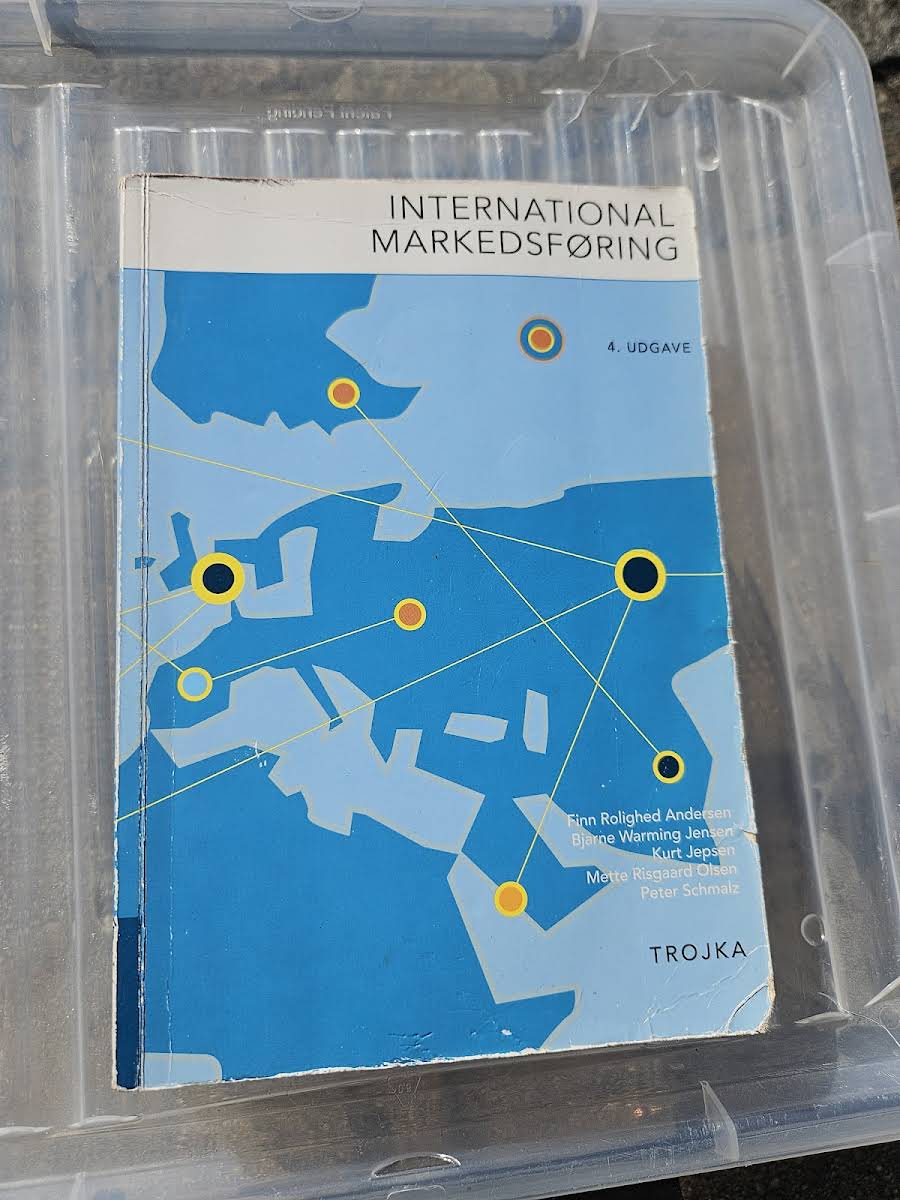 INTERNATIONAL
MARKEDSFØRING
4. UDGAVE
Finn Rolighed Andersen
Bjarne Warming Jensen
Kurt Jepsen
Mette Risgaard Olsen
Peter Schmalz
TROJKA